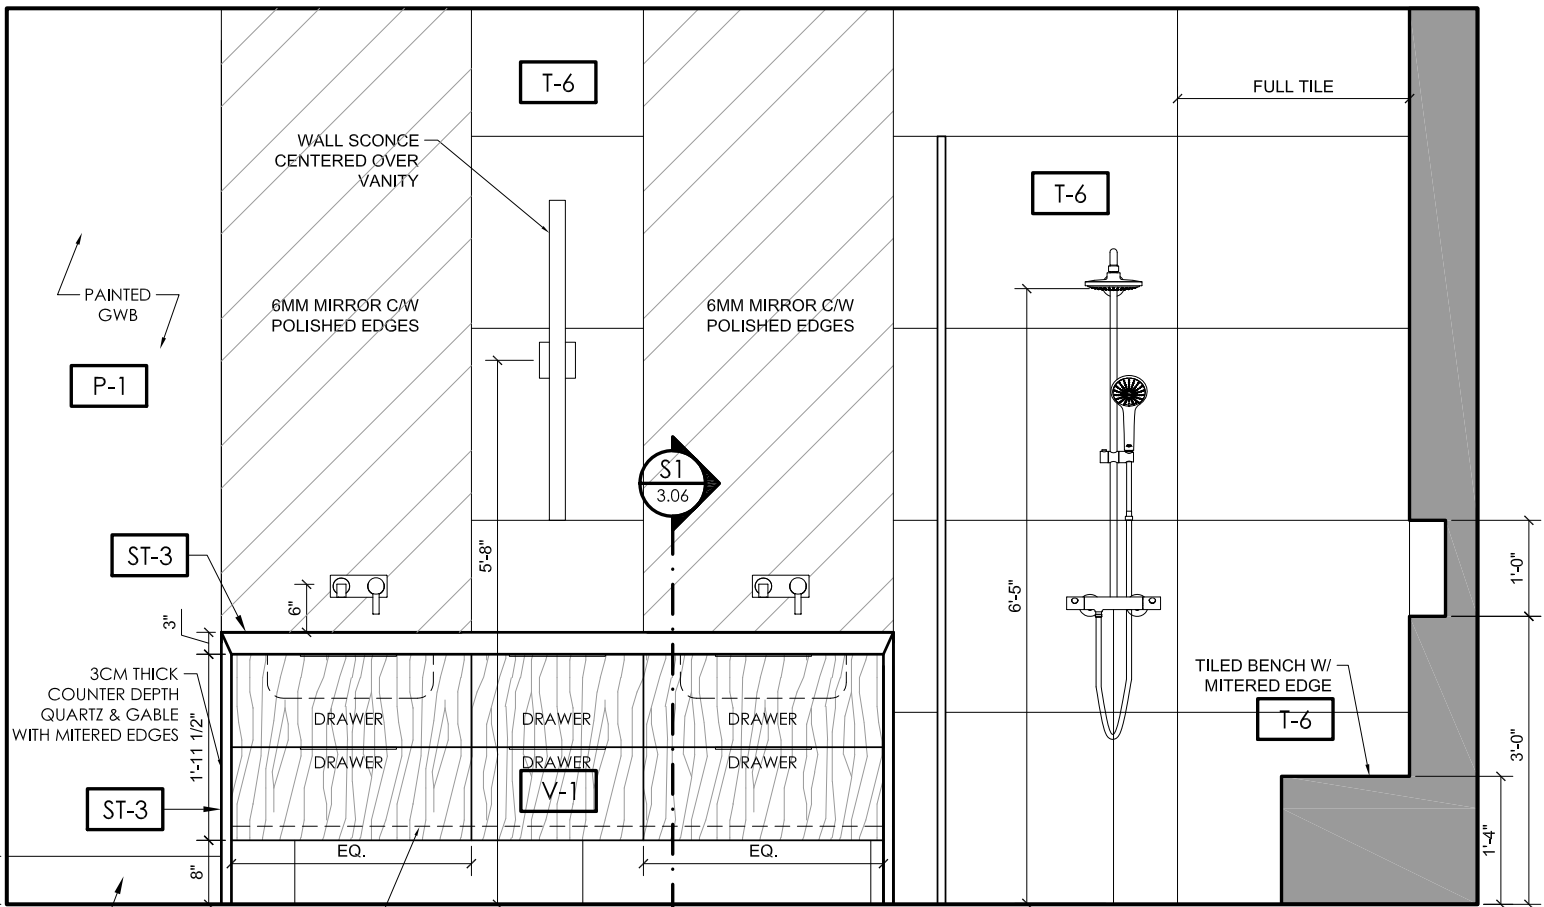 T-6
FULL TILE
WALL SCONCE
CENTERED OVER
VANITY
T-6
PAINTED
GWB
6MM MIRROR C/W
POLISHED EDGES
6MM MIRROR C/W
POLISHED EDGES
P-1
S1
3.06
ST-3
5'-8"
6'-5"
1'-0"
6"
3"
3CM THICK
COUNTER DEPTH
QUARTZ & GABLE
WITH MITERED EDGES
1'-11 1/2"
TILED BENCH W/
MITERED EDGE
T-6
DRAWER
DRAWER
DRAWER
DRAWER
DRAWER
DRAWER
V-1
3'-0"
ST-3
1'-4"
EQ.
EQ.
8"